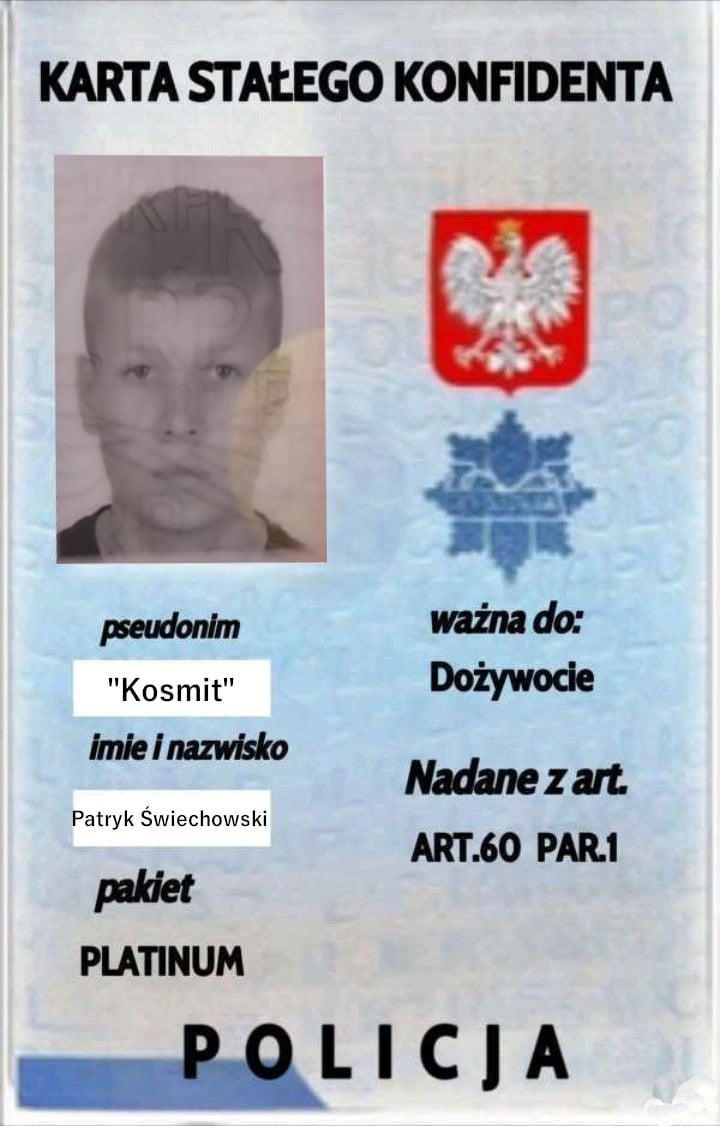 KARTA STAŁEGO KONFIDENTA
pseudonim
"Kosmit"
imie i nazwisko
Patryk Świechowski
pakiet
PLATINUM
ważna do:
Dożywocie
Nadane z art.
ART.60 PAR.1
POLICJA